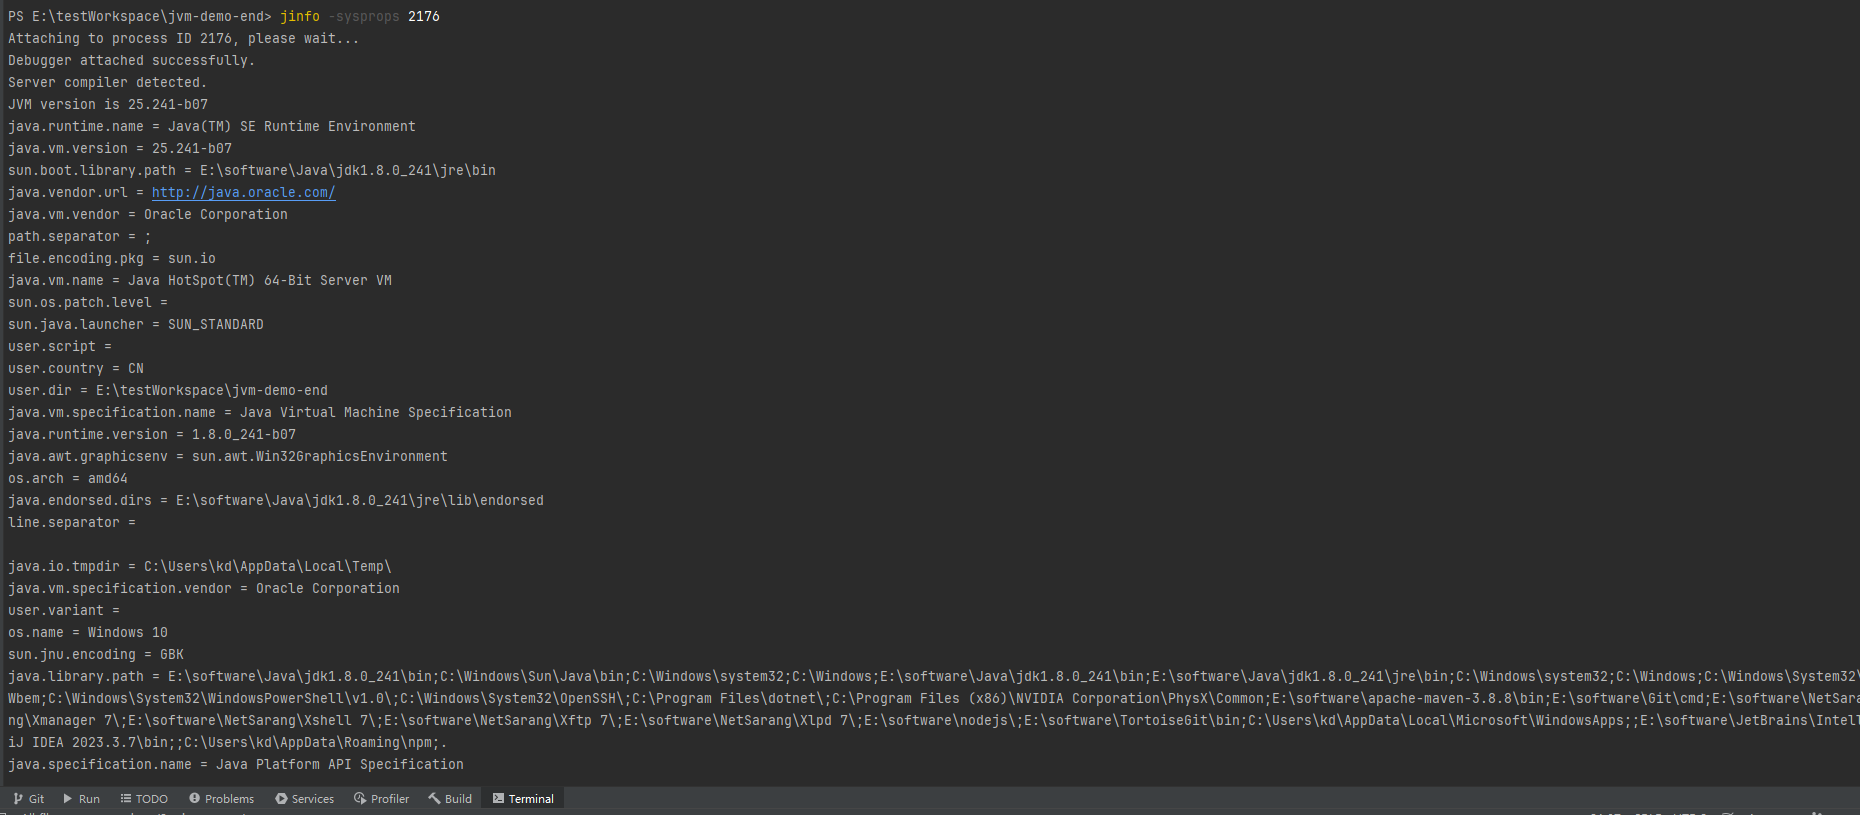 PS E:\testWorkspace\jvm-demo-end> jinfo -sysprops 2176
Attaching to process ID 2176, please wait...
Debugger attached successfully.
Server compiler detected.
JVM version is 25.241-b07
java.runtime.name = Java(TM) SE Runtime Environment
java.vm.version = 25.241-b07
sun.boot.library.path = E:\software\Java\jdk1.8.0_241\jre\bin
java.vendor.url = http://java.oracle.com/
java.vm.vendor = Oracle Corporation
path.separator = ;
file.encoding.pkg = sun.io
java.vm.name = Java HotSpot(TM) 64-Bit Server VM
sun.os.patch.level =
sun.java.launcher = SUN_STANDARD
user.script =
user.country = CN
user.dir = E:\testWorkspace\jvm-demo-end
java.vm.specification.name = Java Virtual Machine Specification
java.runtime.version = 1.8.0_241-b07
java.awt.graphicsenv = sun.awt.Win32GraphicsEnvironment
os.arch = amd64
java.endorsed.dirs = E:\software\Java\jdk1.8.0_241\jre\lib\endorsed
line.separator =
java.io.tmpdir = C:\Users\kd\AppData\Local\Temp\
java.vm.specification.vendor = Oracle Corporation
user.variant =
os.name = Windows 10
sun.jnu.encoding = GBK
java.library.path = E:\software\Java\jdk1.8.0_241\bin;C:\Windows\Sun\Java\bin;C:\Windows\system32;C:\Windows;E:\software\Java\jdk1.8.0_241\bin;E:\software\Java\jdk1.8.0_241\jre\bin;C:\Windows\system32;C:\Windows;C:\Windows\System32\
Wbem;C:\Windows\System32\WindowsPowerShell\v1.0\;C:\Windows\System32\OpenSSH\;C:\Program Files\dotnet\;C:\Program Files (x86)\NVIDIA Corporation\PhysX\Common;E:\software\apache-maven-3.8.8\bin;E:\software\Git\cmd;E:\software\NetSara
ng\Xmanager 7\;E:\software\NetSarang\Xshell 7\;E:\software\NetSarang\Xftp 7\;E:\software\NetSarang\Xlpd 7\;E:\software\nodejs\;E:\software\TortoiseGit\bin;C:\Users\kd\AppData\Local\Microsoft\WindowsApps;;E:\software\JetBrains\Intell
iJ IDEA 2023.3.7\bin;;C:\Users\kd\AppData\Roaming\npm;.
java.specification.name = Java Platform API Specification
Git Run TODO Problems Services Profiler Build Terminal